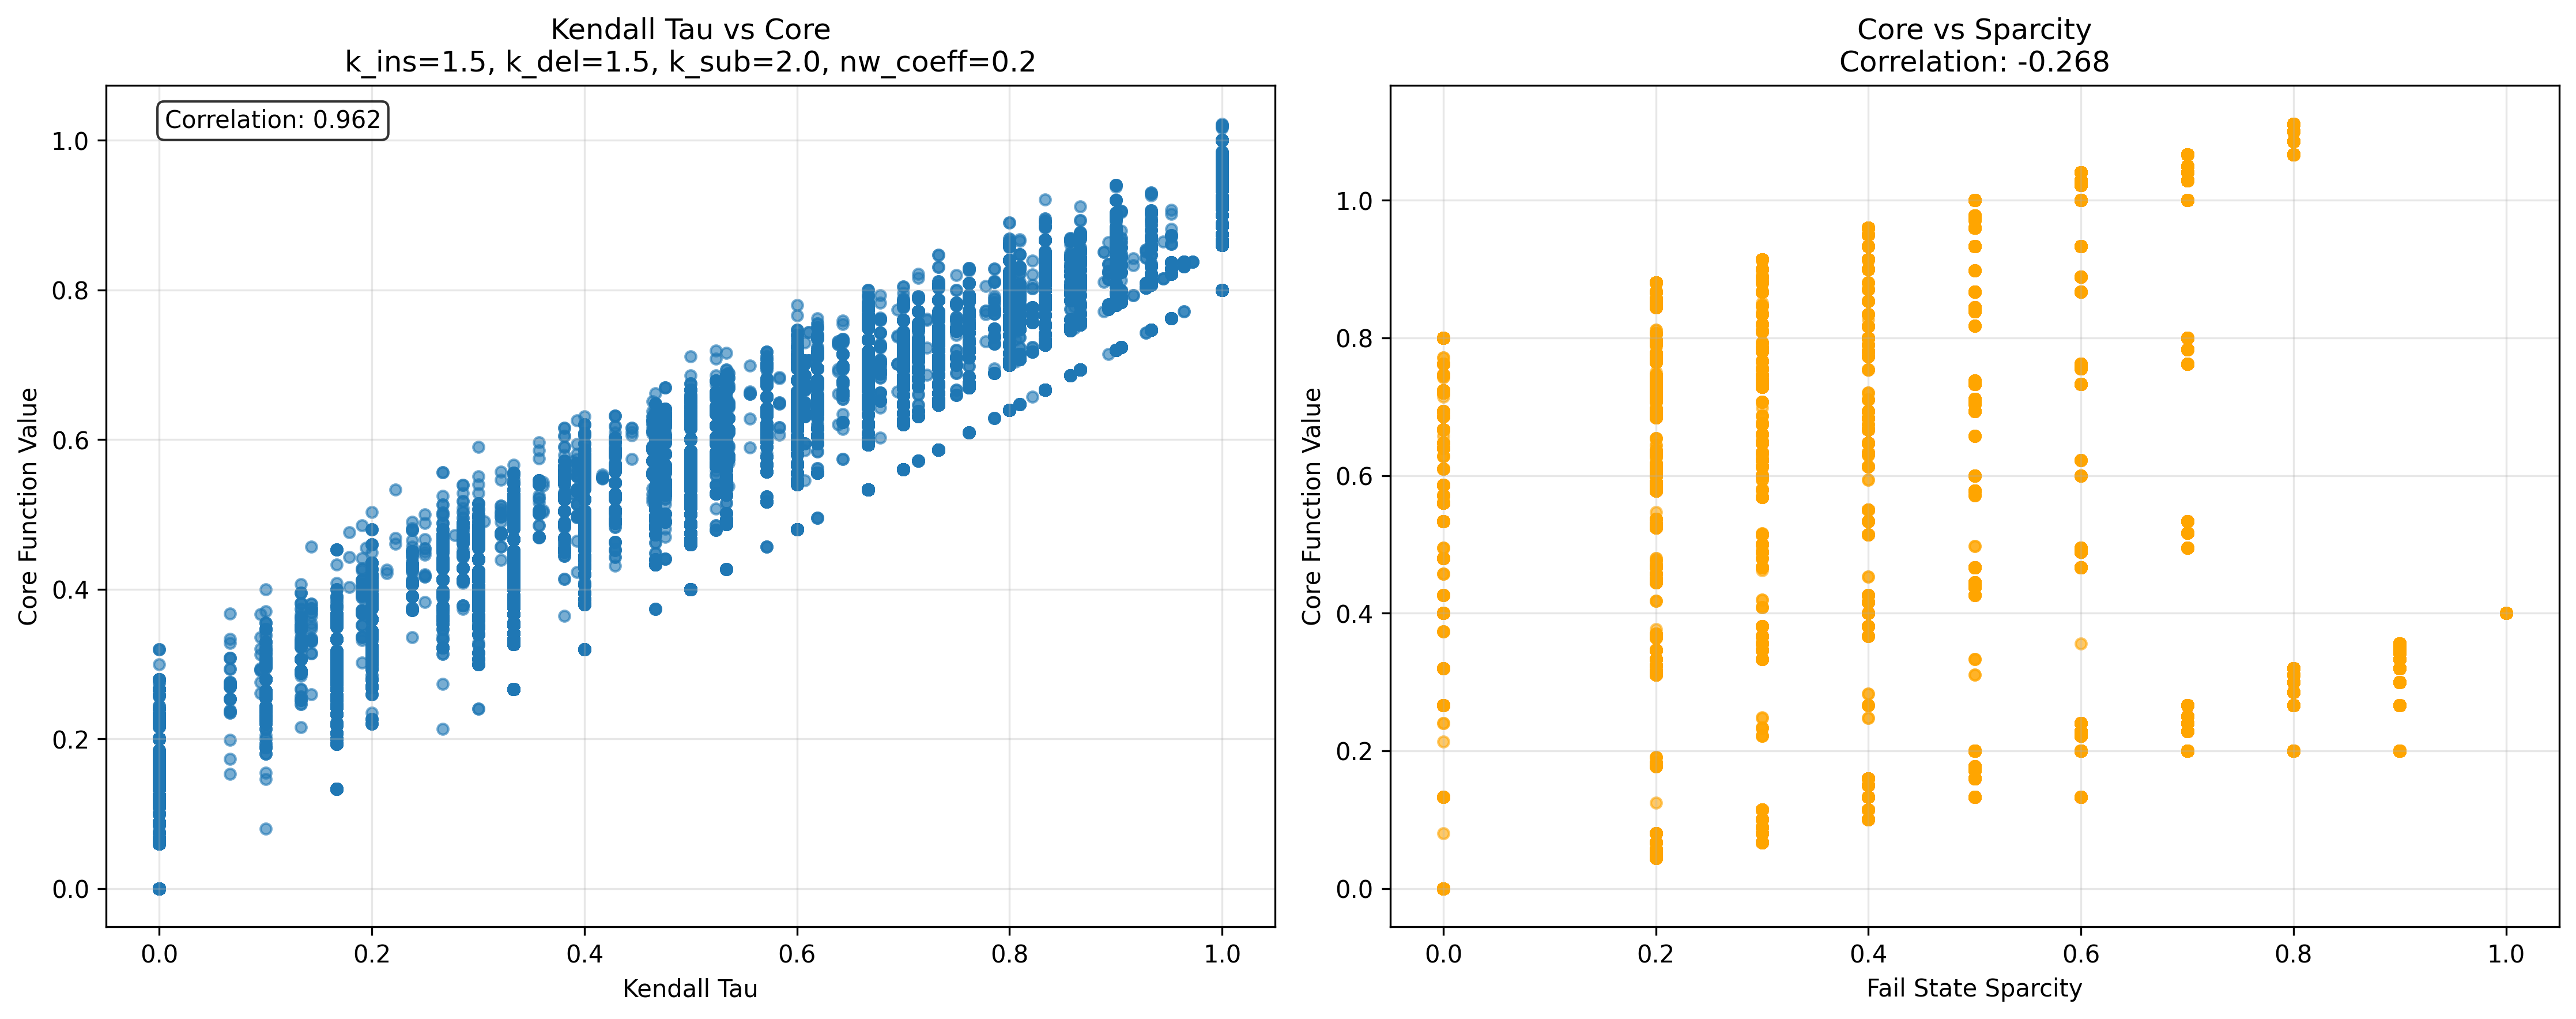 Kendall Tau vs Core
k_ins=1.5, k_del=1.5, k_sub=2.0, nw_coeff=0.2
Correlation: 0.962
Core Function Value
1.0
0.8
0.6
0.4
0.2
0.0
0.0 0.2 0.4 0.6 0.8 1.0
Kendall Tau
Core vs Sparcity
Correlation: -0.268
Core Function Value
1.0
0.8
0.6
0.4
0.2
0.0
0.0 0.2 0.4 0.6 0.8 1.0
Fail State Sparcity